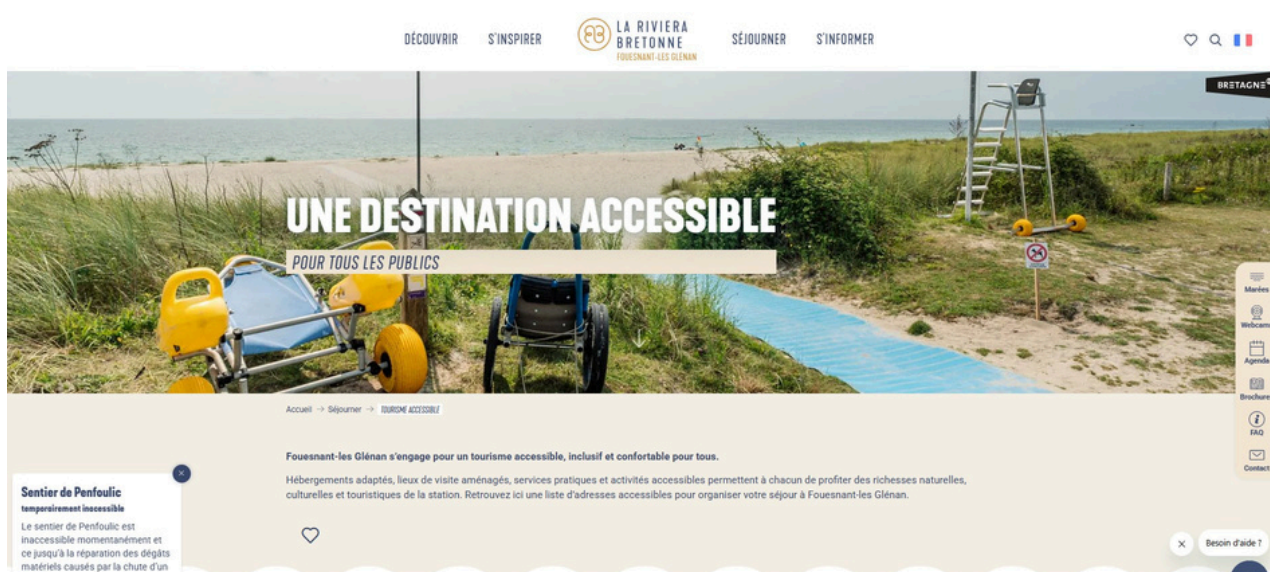 DÉCOUVRIR
S'INSPIRER
LA RIVIERA
BRETONNE
FOUESNANT-LES GLÉNAN
SÉJOURNER
S'INFORMER
BRETAGNE
UNE DESTINATION ACCESSIBLE
POUR TOUS LES PUBLICS
Marées
Webcams
Agenda
Brochures
FAQ
Contact
Accueil → Séjourner → TOURISME ACCESSIBLE
Fouesnant-les Glénan s'engage pour un tourisme accessible, inclusif et confortable pour tous.
Hébergements adaptés, lieux de visite aménagés, services pratiques et activités accessibles permettent à chacun de profiter des richesses naturelles,
culturelles et touristiques de la station. Retrouvez ici une liste d'adresses accessibles pour organiser votre séjour à Fouesnant-les Glénan.
Sentier de Penfoulic
temporairement inaccessible
Le sentier de Penfoulic est
inaccessible momentanément et
ce jusqu'à la réparation des dégâts
matériels causés par la chute d'un
Besoin d'aide ?